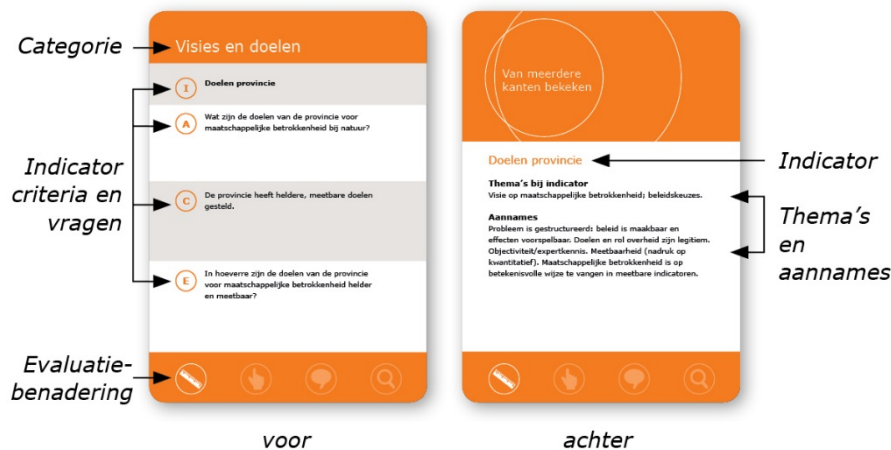 Categorie
Visies en doelen
I
Doelen provincie
A
Wat zijn de doelen van de provincie voor
maatschappelijke betrokkenheid bij natuur?
Indicator
criteria en
vragen
C
De provincie heeft heldere, meetbare doelen
gesteld.
E
In hoeverre zijn de doelen van de provincie
voor maatschappelijke betrokkenheid helder
en meetbaar?
Evaluatie-
benadering
voor
Van meerdere
kanten bekeken
Doelen provincie
Indicator
Thema's bij indicator
Visie op maatschappelijke betrokkenheid; beleidskeuzes.
Aannames
Probleem is gestructureerd: beleid is maakbaar en
effecten voorspelbaar. Doelen en rol overheid zijn legitiem.
Objectiviteit/expertkennis. Meetbaarheid (nadruk op
kwantitatief). Maatschappelijke betrokkenheid is op
betekenisvolle wijze te vangen in meetbare indicatoren.
Thema's
en
aannames
achter